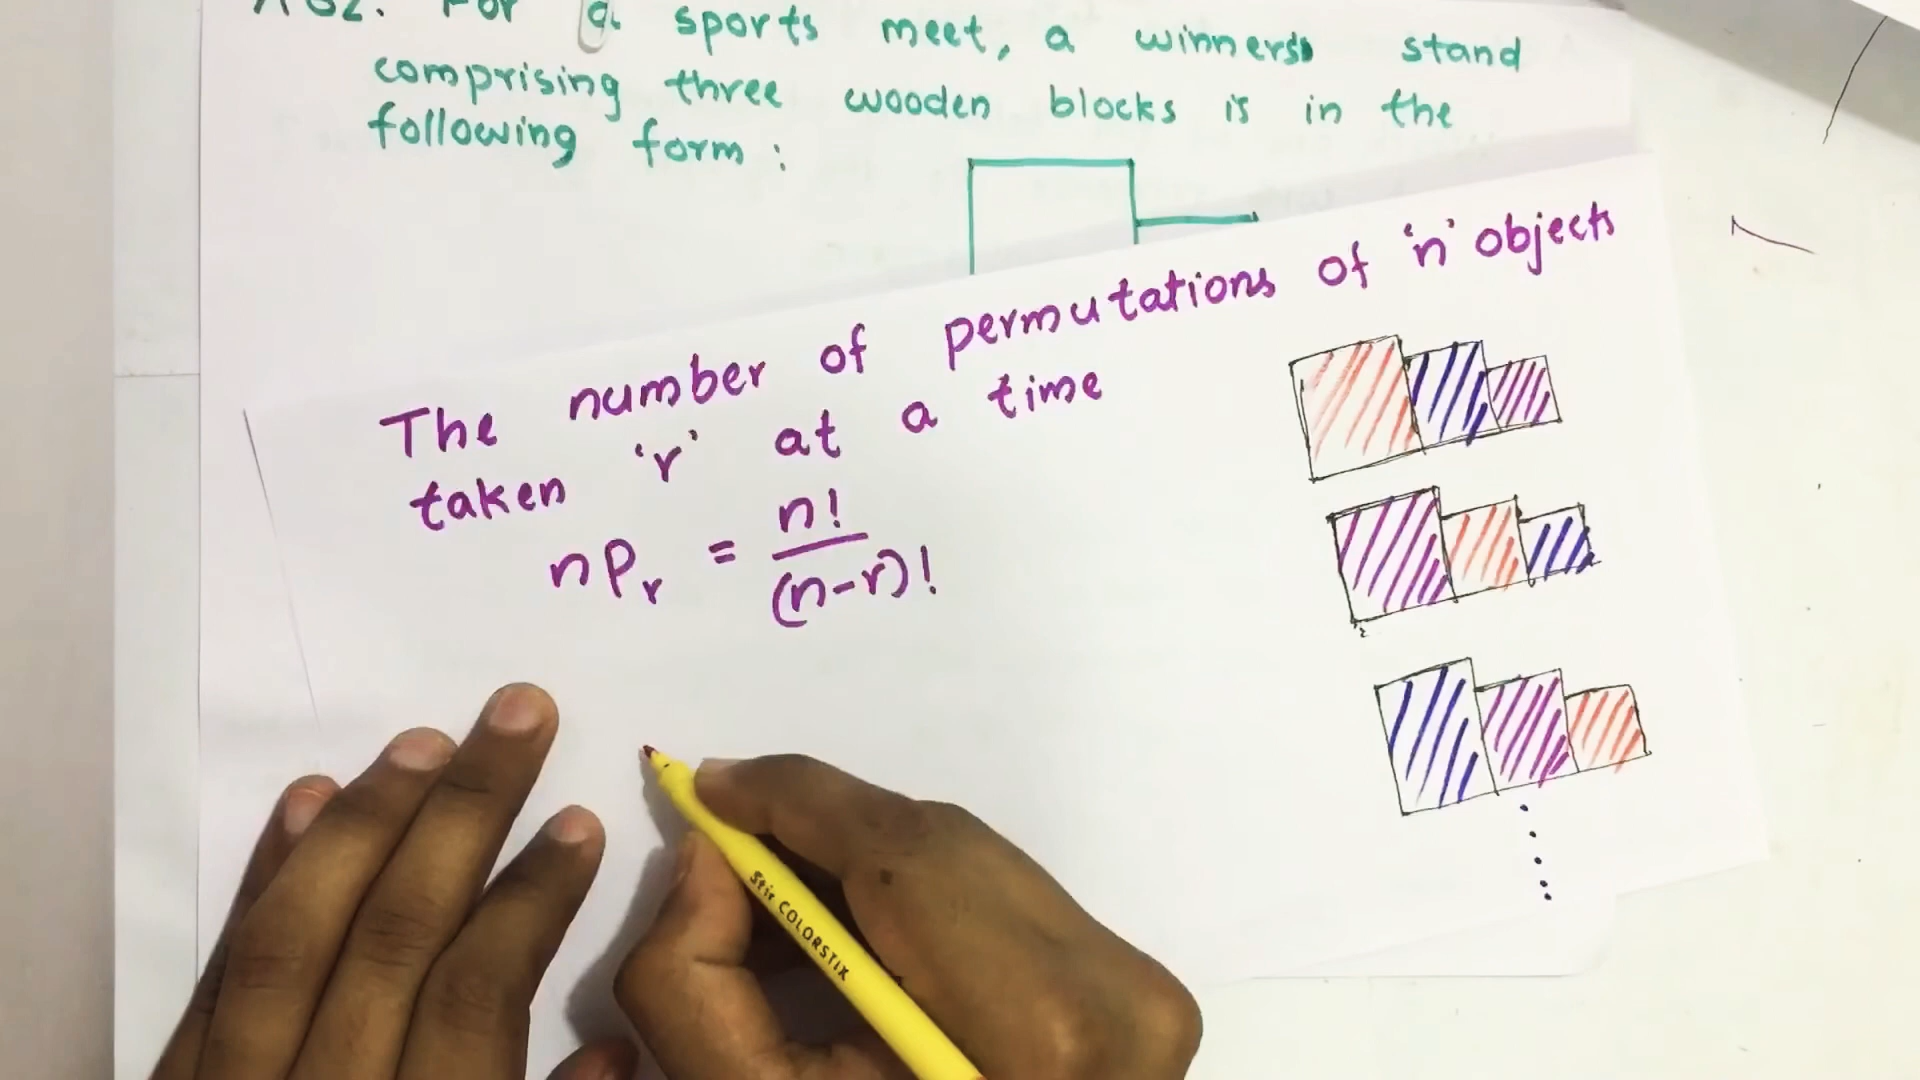 For a sports meet, a winners stand
comprising three wooden blocks is in the
following form :
The number of permutations of 'n' objects
taken 'r' at a time
nPr = n!/(n-r)!
Stic COLORSTIX